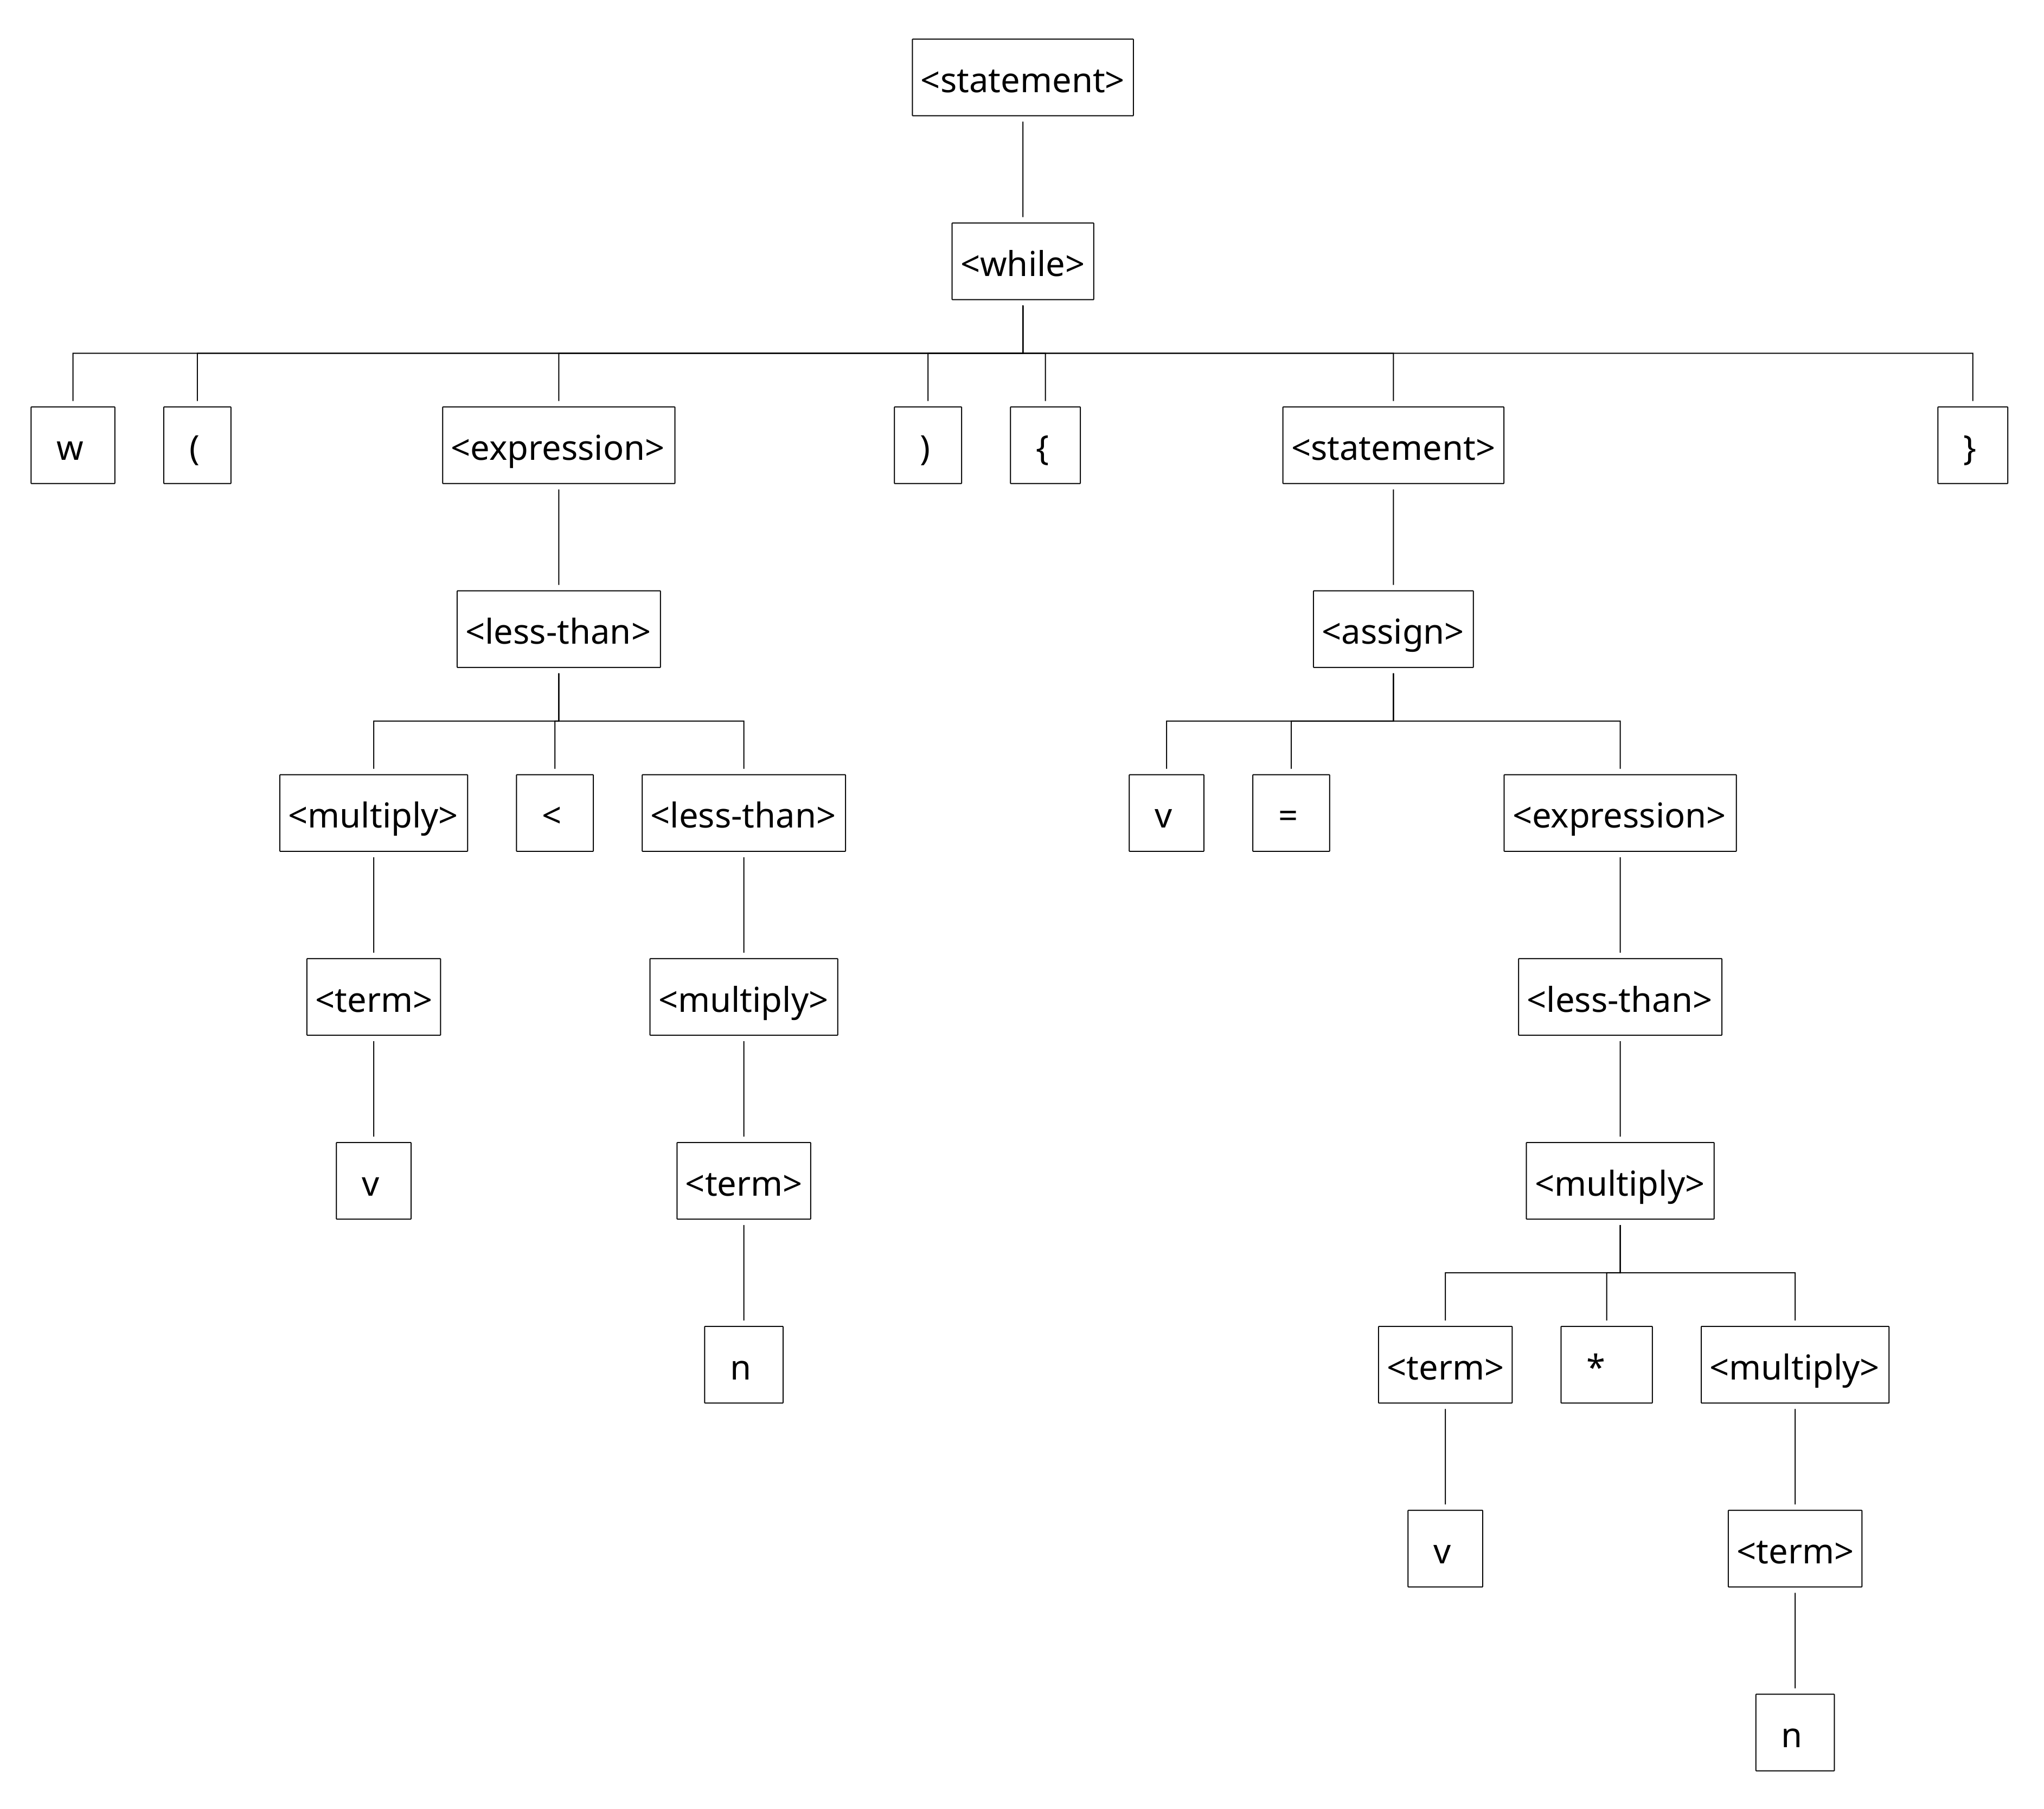 <statement>
<while>
w ( <expression> ) { <statement> }
<less-than> <assign>
<multiply> < <less-than> v = <expression>
<term> <multiply> <less-than>
v <term> <multiply>
n <term> * <multiply>
v <term>
n